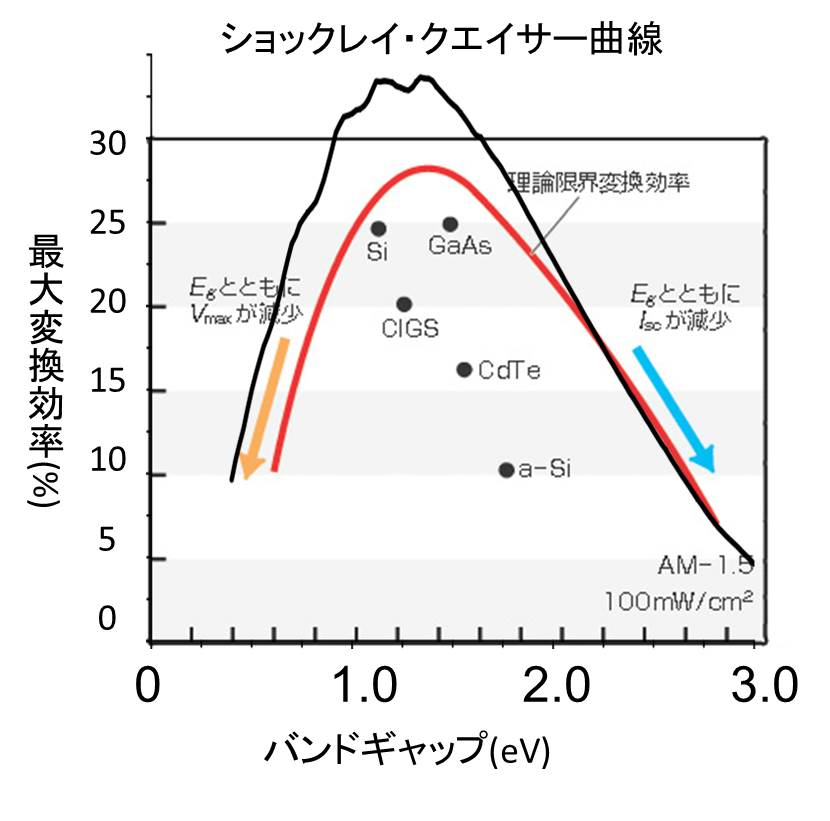 ショックレイ・クエイサー曲線
最大変換効率(%)
30
25
20
15
10
5
0
理論限界変換効率
Si
GaAs
CIGS
CdTe
a-Si
Egとともに
Vmaxが減少
Egとともに
Iscが減少
AM-1.5
100mW/cm²
0
1.0
2.0
3.0
バンドギャップ(eV)